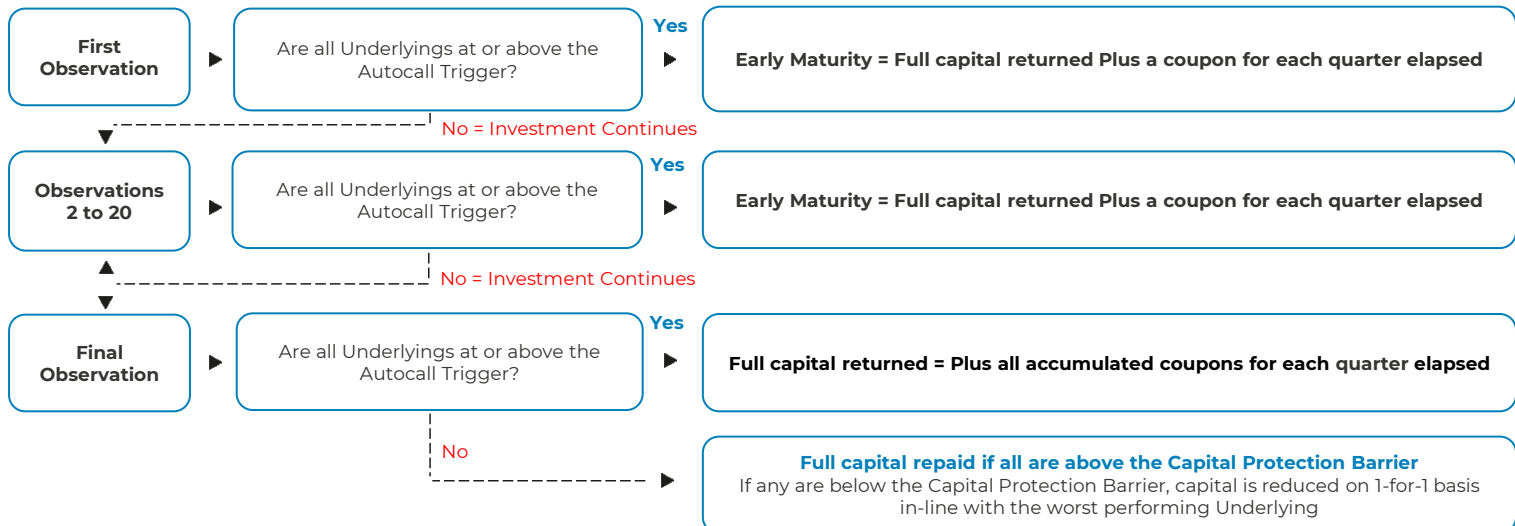 First
Observation
Are all Underlyings at or above the
Autocall Trigger?
Yes
Early Maturity = Full capital returned Plus a coupon for each quarter elapsed
No = Investment Continues
Observations
2 to 20
Are all Underlyings at or above the
Autocall Trigger?
Yes
Early Maturity = Full capital returned Plus a coupon for each quarter elapsed
No = Investment Continues
Final
Observation
Are all Underlyings at or above the
Autocall Trigger?
Yes
Full capital returned = Plus all accumulated coupons for each quarter elapsed
No
Full capital repaid if all are above the Capital Protection Barrier
If any are below the Capital Protection Barrier, capital is reduced on 1-for-1 basis
in-line with the worst performing Underlying